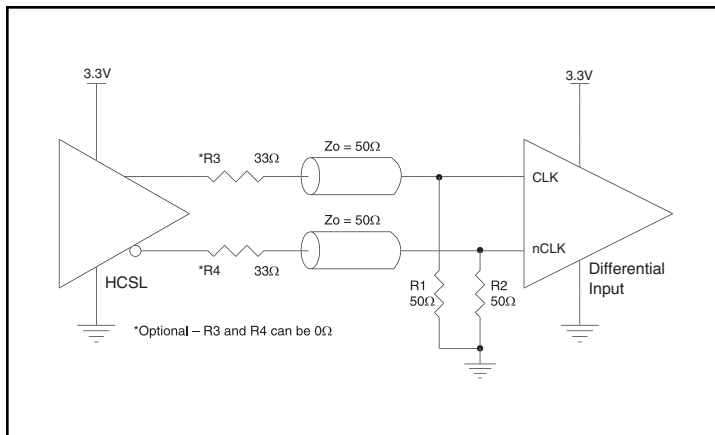 3.3V
3.3V
*R3
33Ω
Zo = 50Ω
CLK
Zo = 50Ω
nCLK
*R4
33Ω
HCSL
R1
50Ω
R2
50Ω
Differential
Input
*Optional – R3 and R4 can be 0Ω